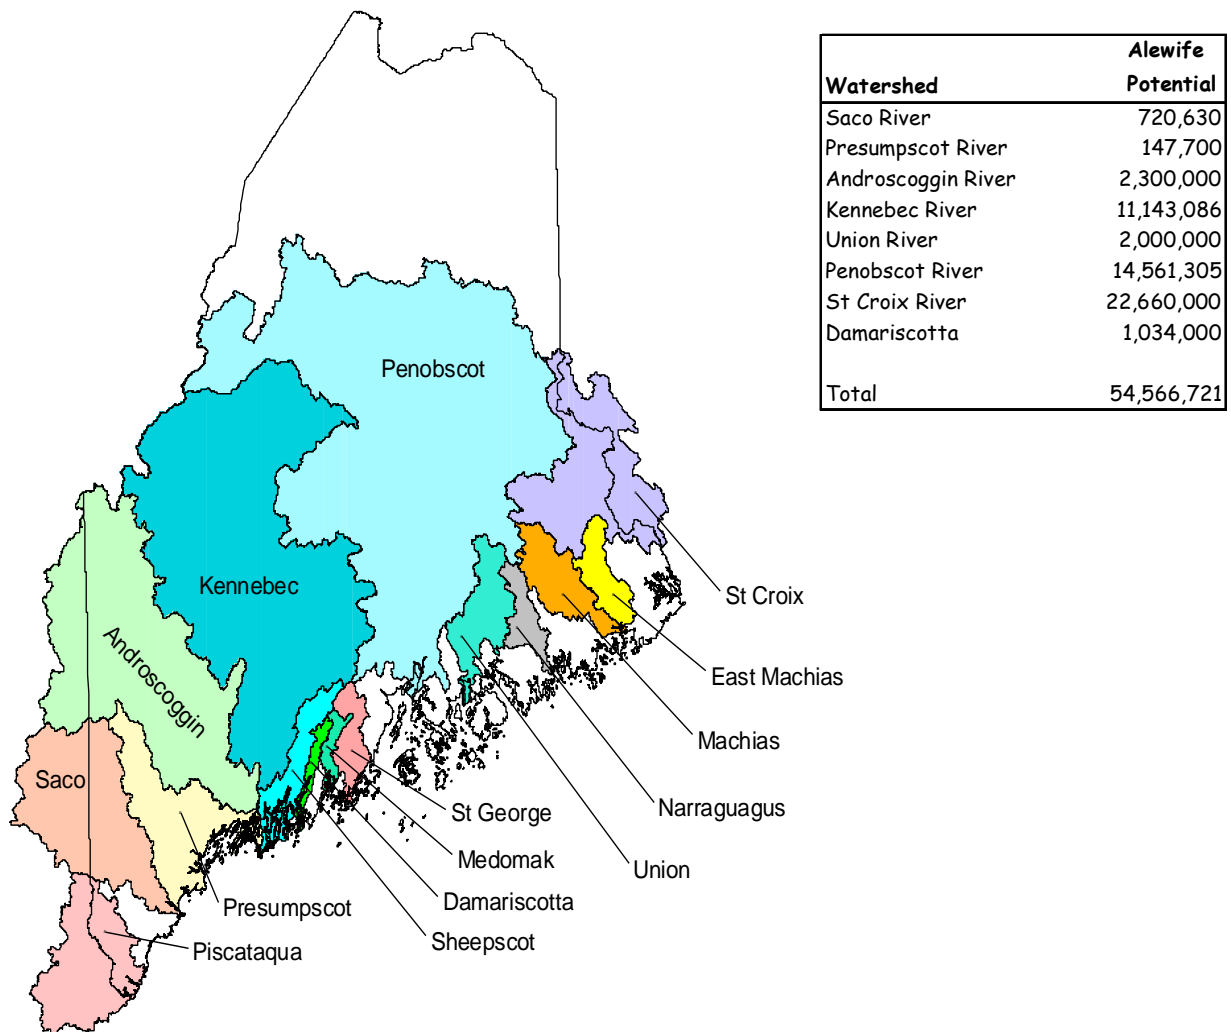 Alewife
Watershed Potential
Saco River 720,630
Presumpscot River 147,700
Androscoggin River 2,300,000
Kennebec River 11,143,086
Union River 2,000,000
Penobscot River 14,561,305
St Croix River 22,660,000
Damariscotta 1,034,000
Total 54,566,721
Penobscot
Kennebec
St Croix
Androscoggin
East Machias
Machias
Saco
Narraguagus
St George
Medomak
Union
Damariscotta
Presumpscot
Sheepscot
Piscataqua